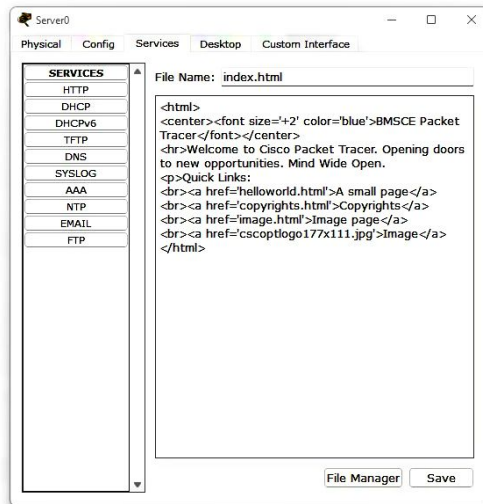 Server0
Physical Config Services Desktop Custom Interface
SERVICES
HTTP
DHCP
DHCPv6
TFTP
DNS
SYSLOG
AAA
NTP
EMAIL
FTP
File Name: index.html
<html>
<center><font size='+2' color='blue'>BMSCE Packet
Tracer</font></center>
<hr>Welcome to Cisco Packet Tracer. Opening doors
to new opportunities. Mind Wide Open.
<p>Quick Links:
<br><a href='helloworld.html'>A small page</a>
<br><a href='copyrights.html'>Copyrights</a>
<br><a href='image.html'>Image page</a>
<br><a href='cscoptlogo177x111.jpg'>Image</a>
</html>
File Manager Save